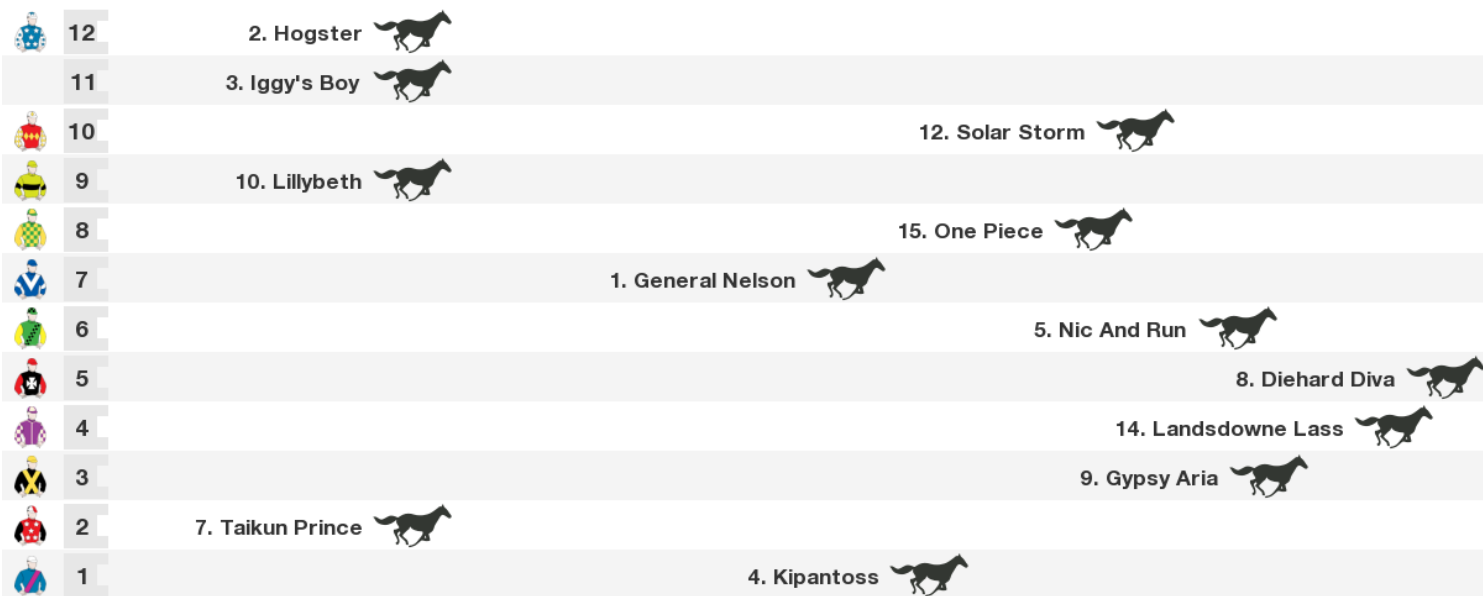 12 2. Hogster
11 3. Iggy's Boy
10 12. Solar Storm
9 10. Lillybeth
8 15. One Piece
7 1. General Nelson
6 5. Nic And Run
5 8. Diehard Diva
4 14. Landsdowne Lass
3 9. Gypsy Aria
2 7. Taikun Prince
1 4. Kipantoss